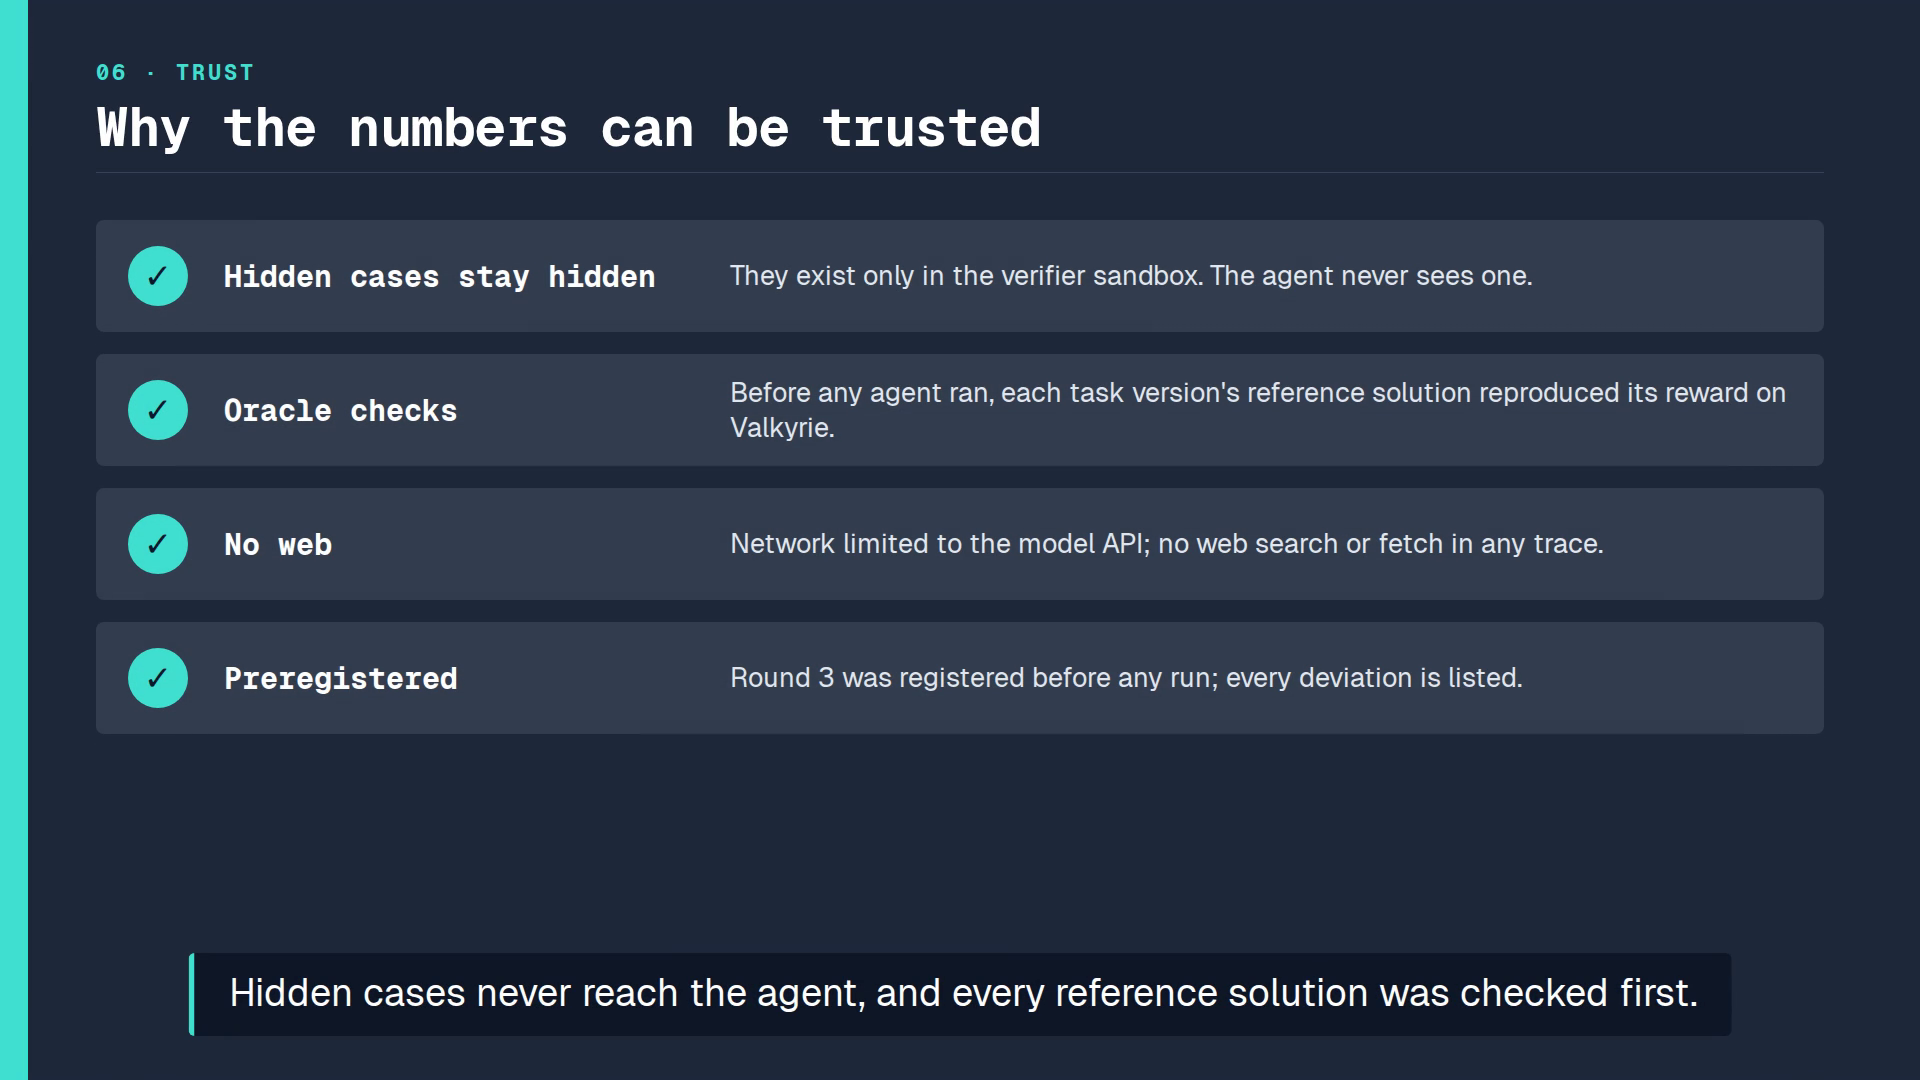 06 · TRUST
Why the numbers can be trusted
✓ Hidden cases stay hidden They exist only in the verifier sandbox. The agent never sees one.
✓ Oracle checks Before any agent ran, each task version's reference solution reproduced its reward on
Valkyrie.
✓ No web Network limited to the model API; no web search or fetch in any trace.
✓ Preregistered Round 3 was registered before any run; every deviation is listed.
Hidden cases never reach the agent, and every reference solution was checked first.